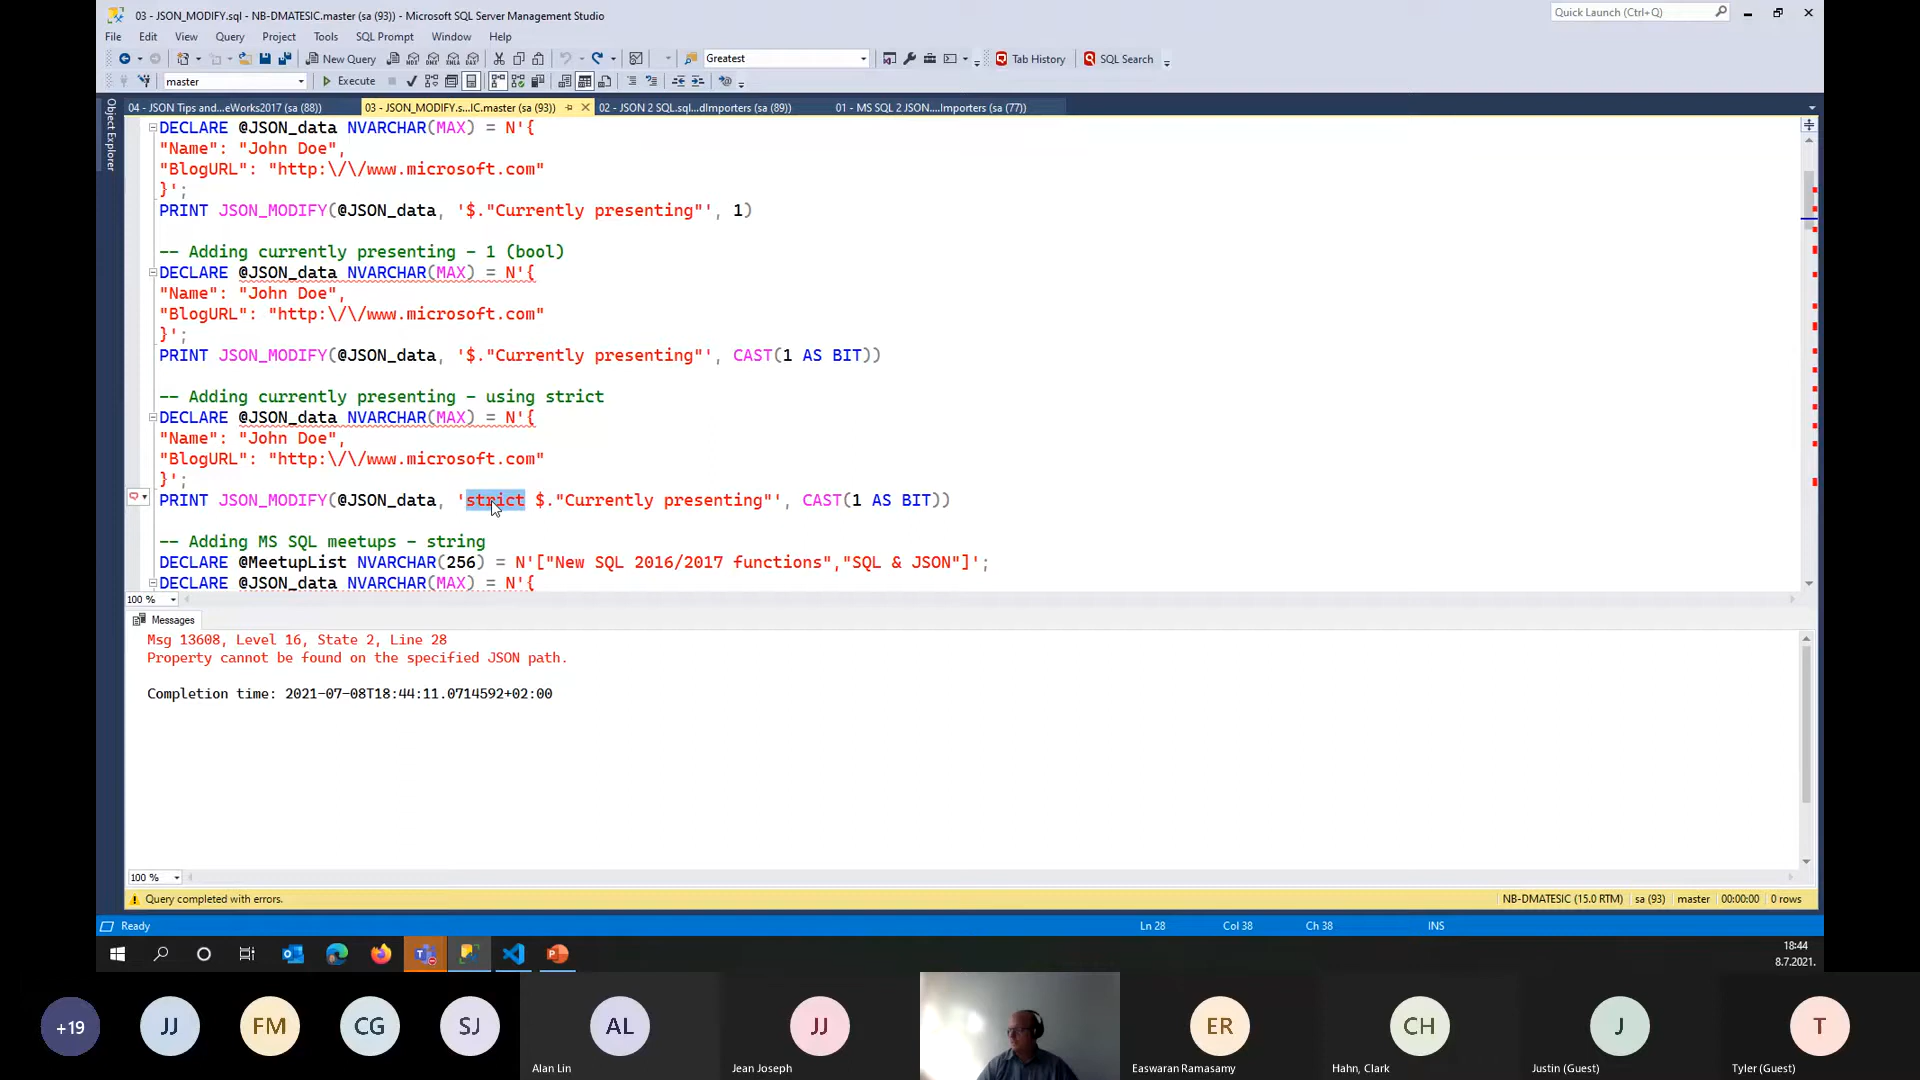 03 - JSON_MODIFY.sql - NB-DMATESIC.master (sa (93)) - Microsoft SQL Server Management Studio
Quick Launch (Ctrl+Q)
File Edit View Query Project Tools SQL Prompt Window Help
New Query Greatest Tab History SQL Search
master Execute
04 - JSON Tips and...eWorks2017 (sa (88)) 03 - JSON_MODIFY.s...IC.master (sa (93)) 02 - JSON 2 SQL.sql...dImporters (sa (89)) 01 - MS SQL 2 JSON....Importers (sa (77))
Object Explorer
DECLARE @JSON_data NVARCHAR(MAX) = N'{
"Name": "John Doe",
"BlogURL": "http:\/\/www.microsoft.com"
}';
PRINT JSON_MODIFY(@JSON_data, '$."Currently presenting"', 1)
-- Adding currently presenting - 1 (bool)
DECLARE @JSON_data NVARCHAR(MAX) = N'{
"Name": "John Doe",
"BlogURL": "http:\/\/www.microsoft.com"
}';
PRINT JSON_MODIFY(@JSON_data, '$."Currently presenting"', CAST(1 AS BIT))
-- Adding currently presenting - using strict
DECLARE @JSON_data NVARCHAR(MAX) = N'{
"Name": "John Doe",
"BlogURL": "http:\/\/www.microsoft.com"
}';
PRINT JSON_MODIFY(@JSON_data, 'strict $."Currently presenting"', CAST(1 AS BIT))
-- Adding MS SQL meetups - string
DECLARE @MeetupList NVARCHAR(256) = N'["New SQL 2016/2017 functions","SQL & JSON"]';
DECLARE @JSON_data NVARCHAR(MAX) = N'{
100 %
Messages
Msg 13608, Level 16, State 2, Line 28
Property cannot be found on the specified JSON path.
Completion time: 2021-07-08T18:44:11.0714592+02:00
100 %
Query completed with errors. NB-DMATESIC (15.0 RTM) sa (93) master 00:00:00 0 rows
Ready Ln 28 Col 38 Ch 38 INS
18:44
8.7.2021.
+19 JJ FM CG SJ AL JJ ER CH J T
Alan Lin Jean Joseph Easwaran Ramasamy Hahn, Clark Justin (Guest) Tyler (Guest)